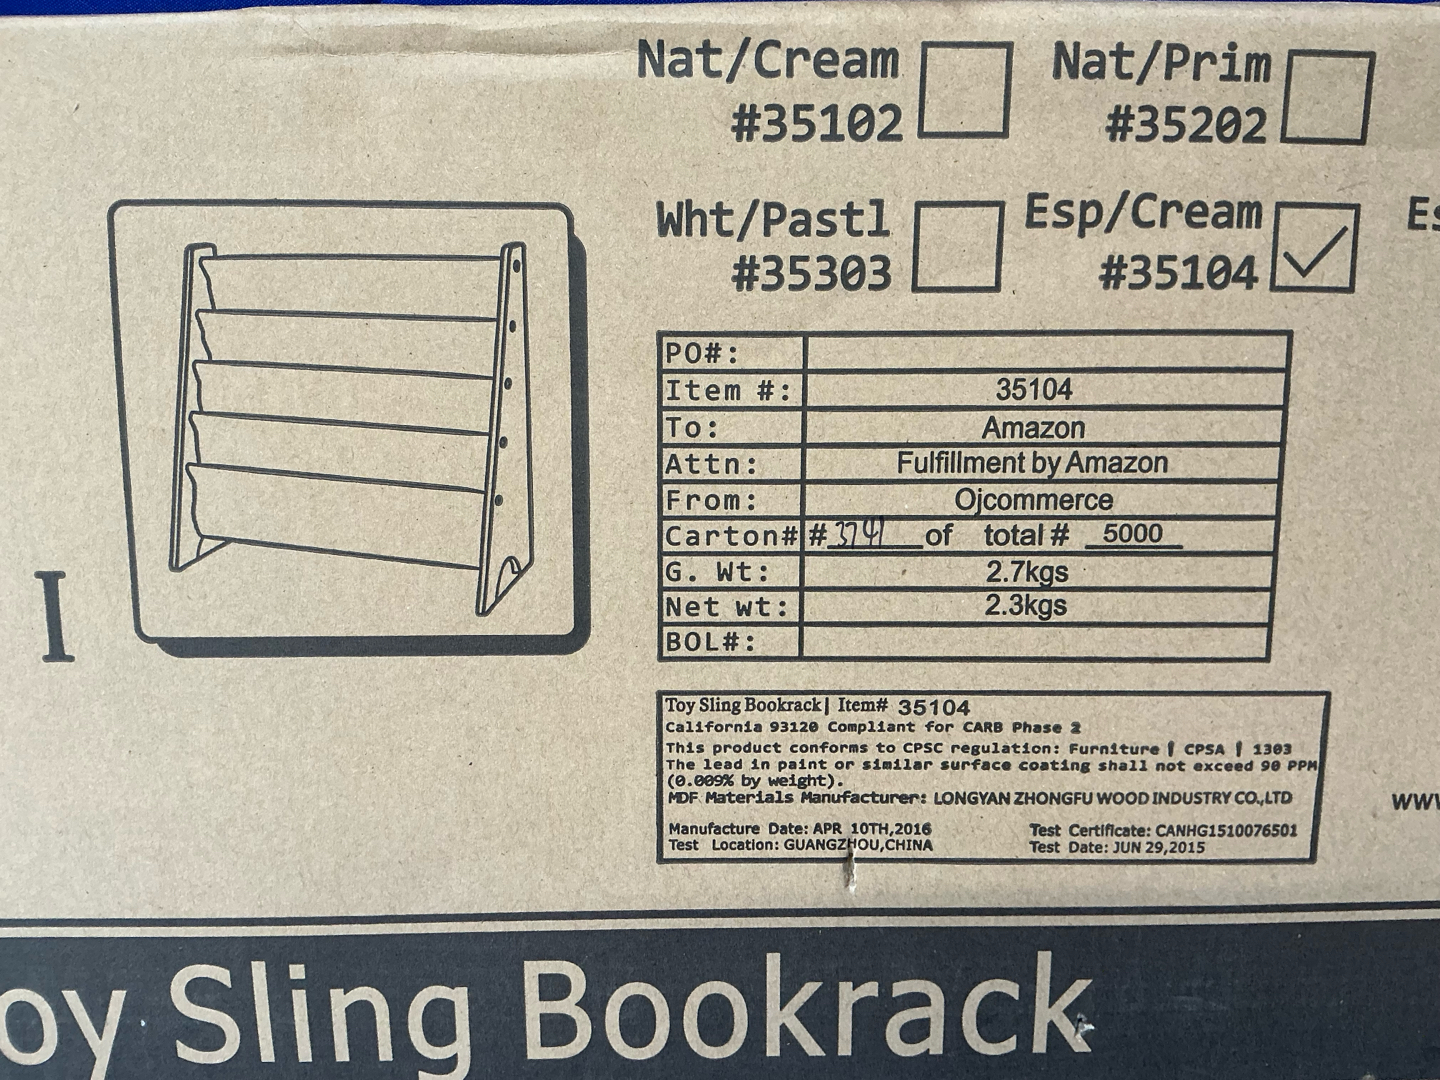 Nat/Cream
#35102
Nat/Prim
#35202
Wht/Pastl
#35303
Esp/Cream
#35104
Es
PO#:
Item #: 35104
To: Amazon
Attn: Fulfillment by Amazon
From: Ojcommerce
Carton# #3741 of total # 5000
G. Wt: 2.7kgs
Net wt: 2.3kgs
BOL#:
I
Toy Sling Bookrack| Item# 35104
California 93120 Compliant for CARB Phase 2
This product conforms to CPSC regulation: Furniture | CPSA | 1303
The lead in paint or similar surface coating shall not exceed 90 PPM
(0.009% by weight).
MDF Materials Manufacturer: LONGYAN ZHONGFU WOOD INDUSTRY CO.,LTD
Manufacture Date: APR 10TH,2016 Test Certificate: CANHG1510076501
Test Location: GUANGZHOU,CHINA Test Date: JUN 29,2015
ww
oy Sling Bookrack